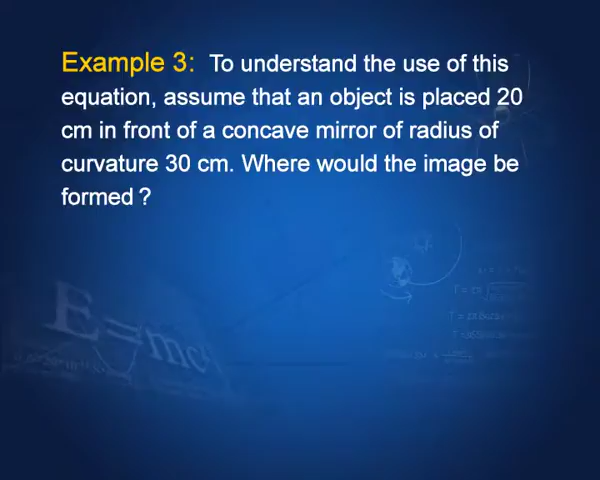 Example 3: To understand the use of this
equation, assume that an object is placed 20
cm in front of a concave mirror of radius of
curvature 30 cm. Where would the image be
formed ?
E=mc²